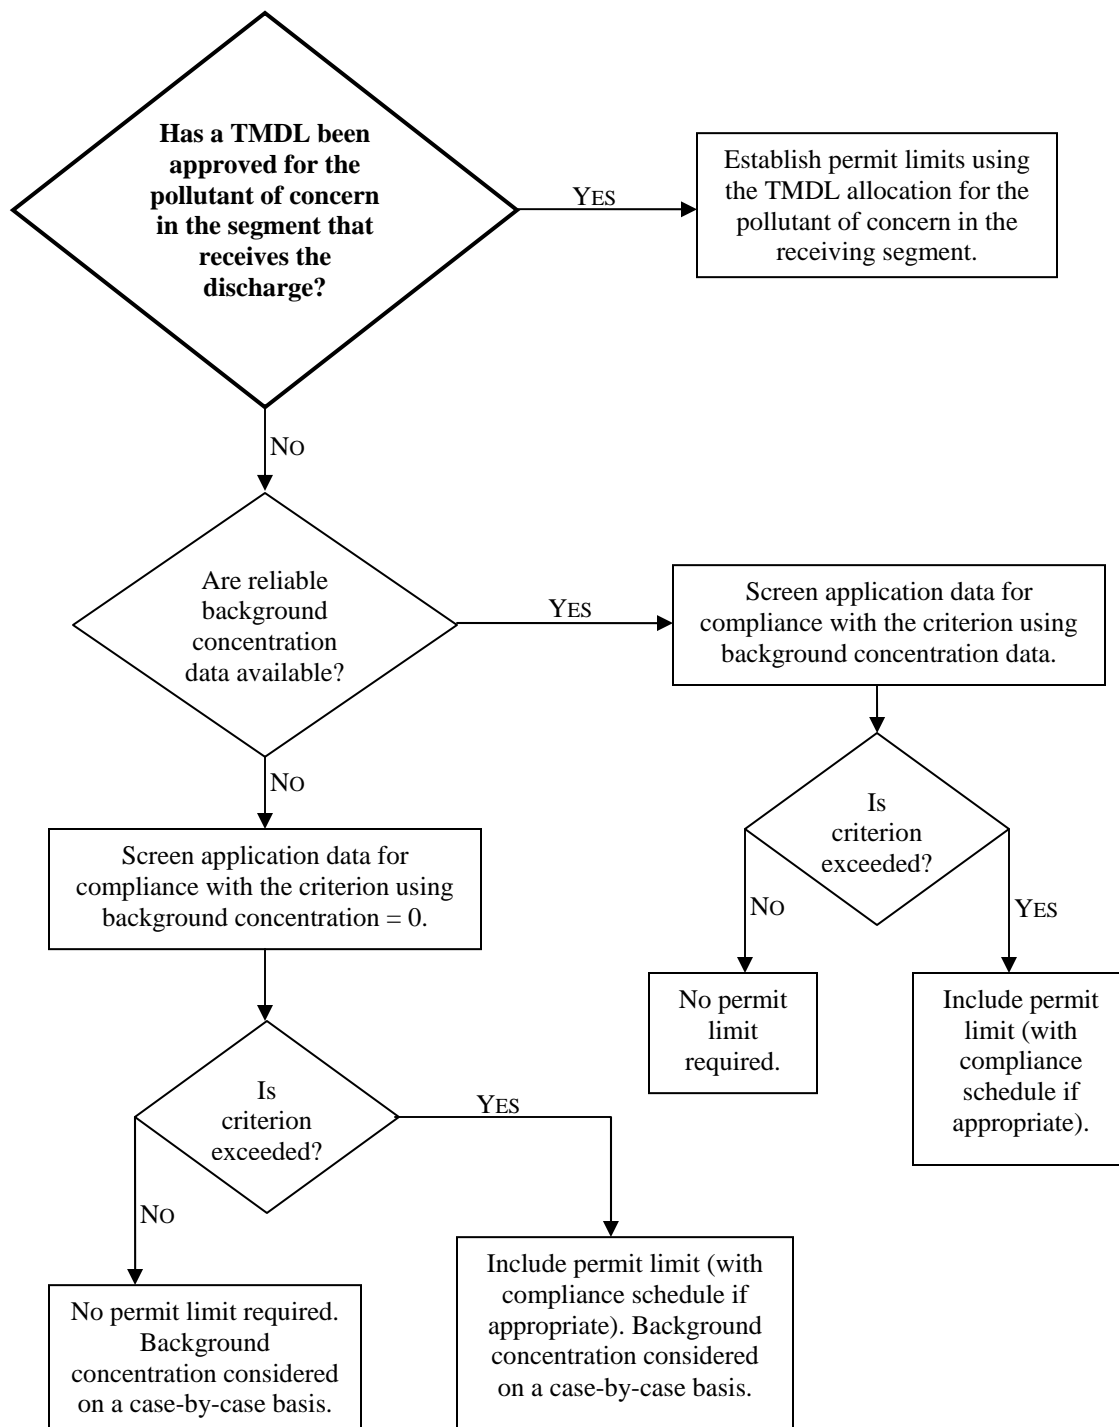 Has a TMDL been
approved for the
pollutant of concern
in the segment that
receives the
discharge?
YES
Establish permit limits using
the TMDL allocation for the
pollutant of concern in the
receiving segment.
NO
Are reliable
background
concentration
data available?
YES
Screen application data for
compliance with the criterion using
background concentration data.
NO
Is
criterion
exceeded?
NO
YES
No permit
limit
required.
Include permit
limit (with
compliance
schedule if
appropriate).
Screen application data for
compliance with the criterion using
background concentration = 0.
Is
criterion
exceeded?
YES
NO
No permit limit required.
Background
concentration considered
on a case-by-case basis.
Include permit limit (with
compliance schedule if
appropriate). Background
concentration considered
on a case-by-case basis.